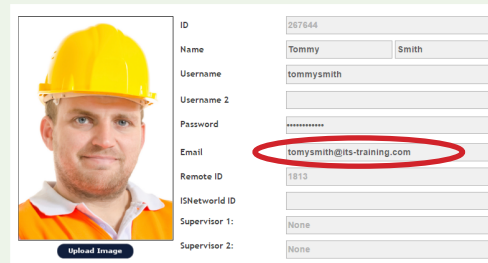 ID 267644
Name Tommy Smith
Username tommysmith
Username 2
Password ••••••••••••
Email tomysmith@its-training.com
Remote ID 1813
ISNetworld ID
Supervisor 1: None
Supervisor 2: None
Upload Image